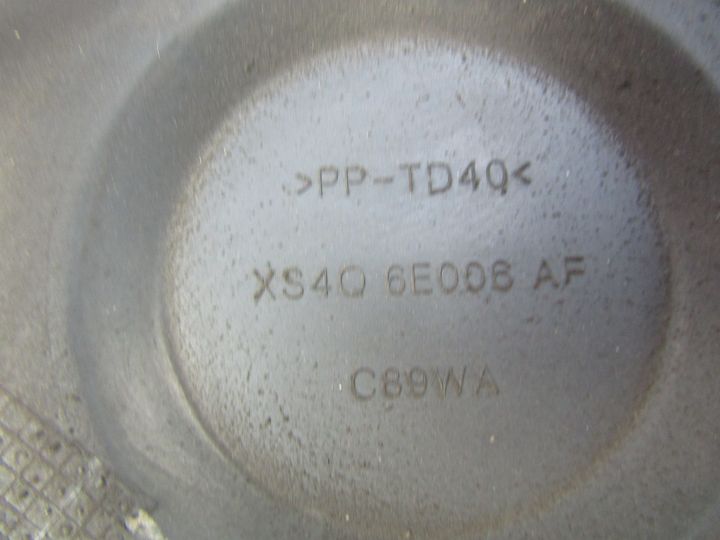 >PP-TD40<
XS4Q 6E006 AF
C89WA